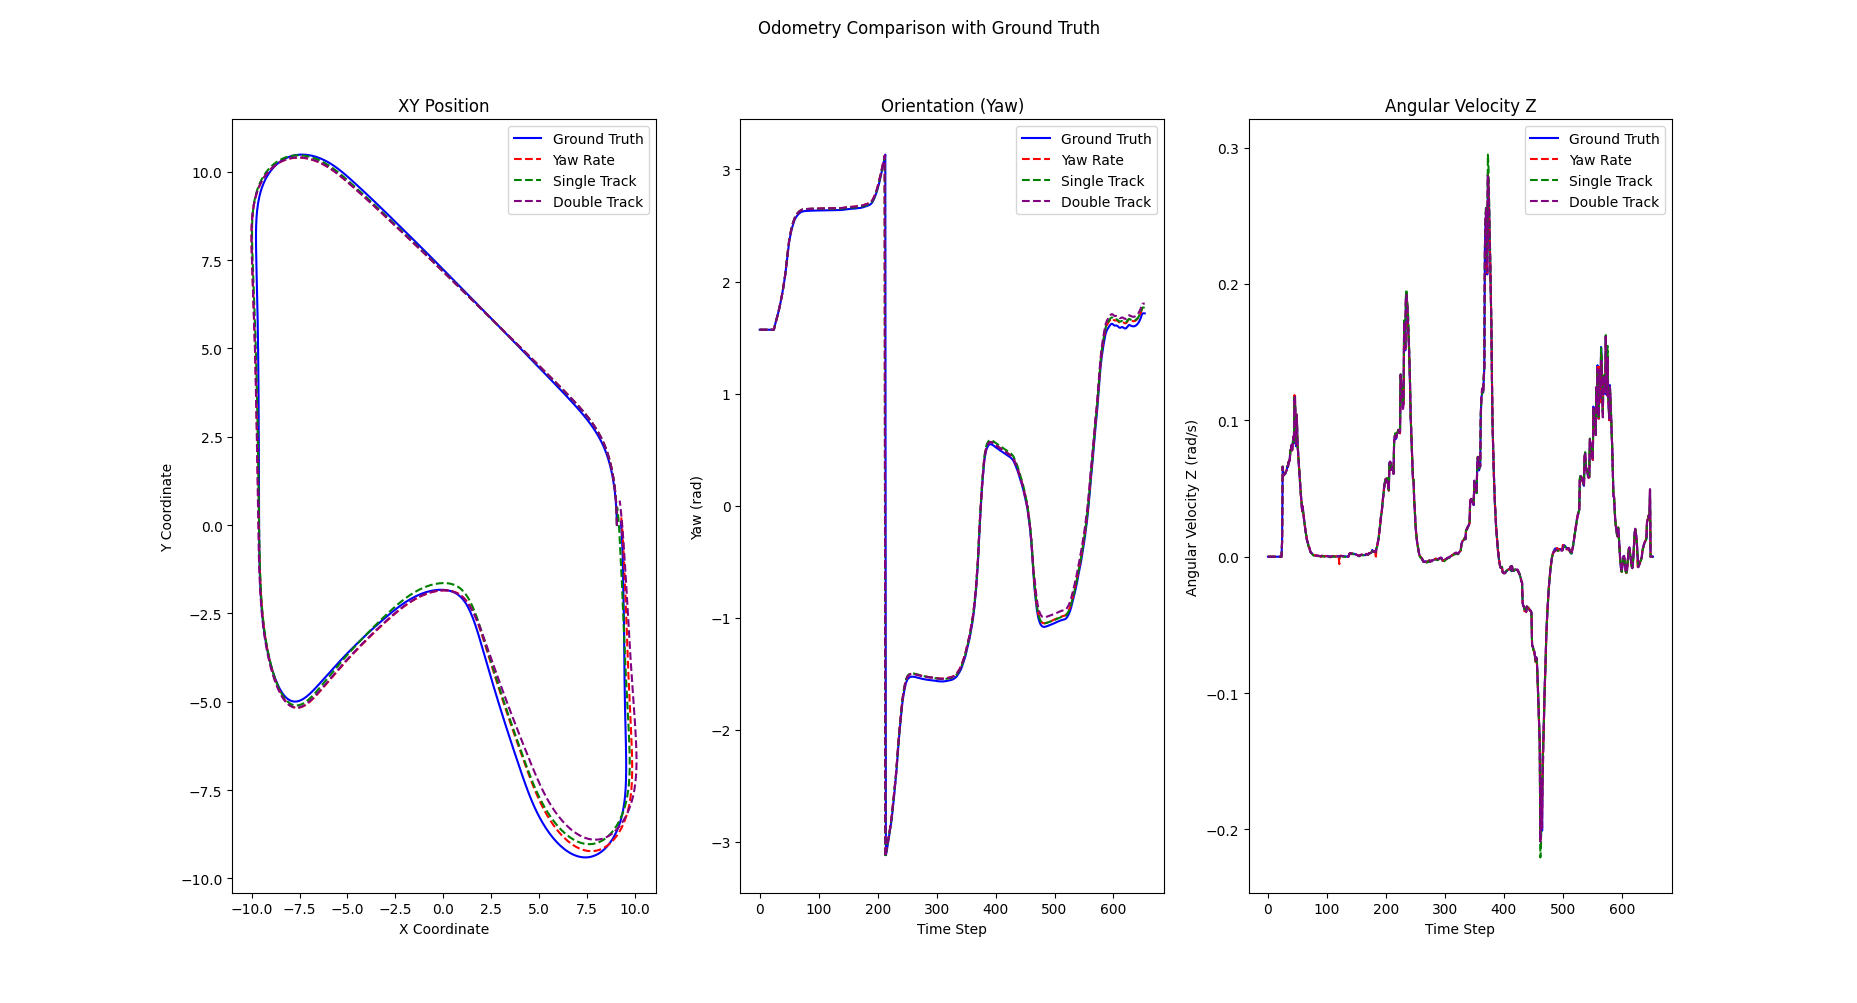 Odometry Comparison with Ground Truth
XY Position
Ground Truth
Yaw Rate
Single Track
Double Track
10.0
7.5
5.0
2.5
0.0
−2.5
−5.0
−7.5
−10.0
Y Coordinate
−10.0 −7.5 −5.0 −2.5 0.0 2.5 5.0 7.5 10.0
X Coordinate
Orientation (Yaw)
Ground Truth
Yaw Rate
Single Track
Double Track
3
2
1
0
−1
−2
−3
Yaw (rad)
0 100 200 300 400 500 600
Time Step
Angular Velocity Z
Ground Truth
Yaw Rate
Single Track
Double Track
0.3
0.2
0.1
0.0
−0.1
−0.2
Angular Velocity Z (rad/s)
0 100 200 300 400 500 600
Time Step